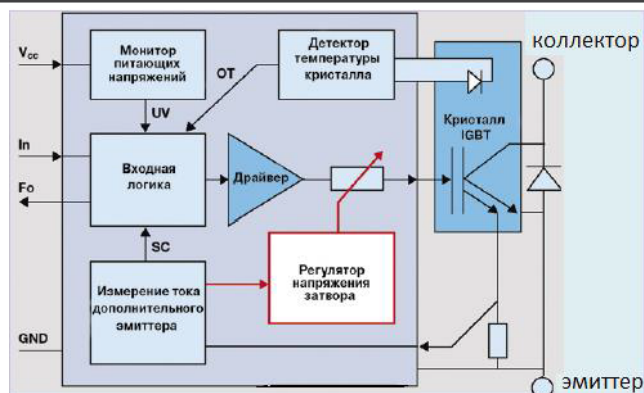 Vcc
Монитор
питающих
напряжений
Детектор
температуры
кристалла
коллектор
OT
UV
Кристалл
IGBT
In
Входная
логика
Драйвер
Fo
SC
Измерение тока
дополнительного
эмиттера
Регулятор
напряжения
затвора
GND
эмиттер